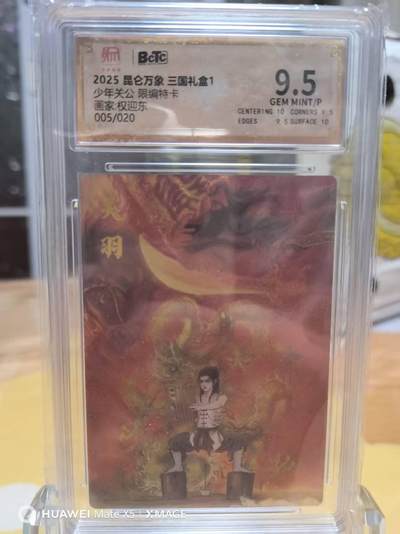 BCTC
2025 昆仑万象 三国礼盒1
少年关公 限编特卡
画家 权迎东
005/020
9.5
GEM MINT/P
CENTERING 10 CORNERS 9.5
EDGES 9.5 SURFACE 10
关
羽
HUAWEI Mate X5 XMAGE